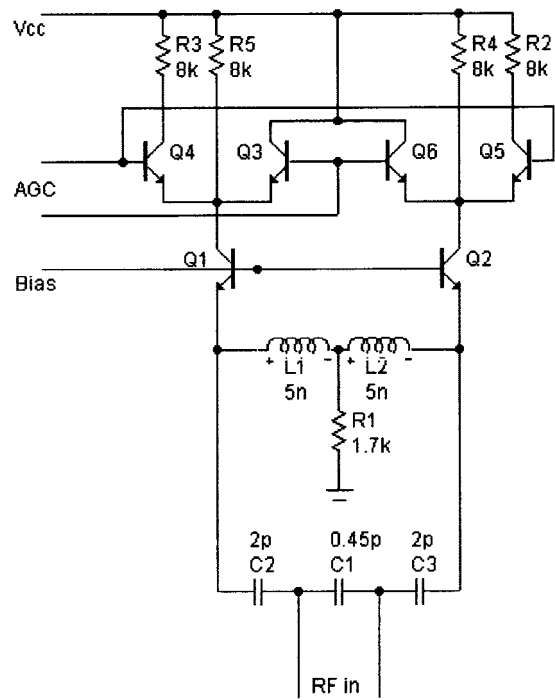 Vcc
R3
8k
R5
8k
R4
8k
R2
8k
Q4
Q3
Q6
Q5
AGC
Q1
Q2
Bias
+ L1 -
5n
+ L2 -
5n
R1
1.7k
2p
C2
0.45p
C1
2p
C3
RF in